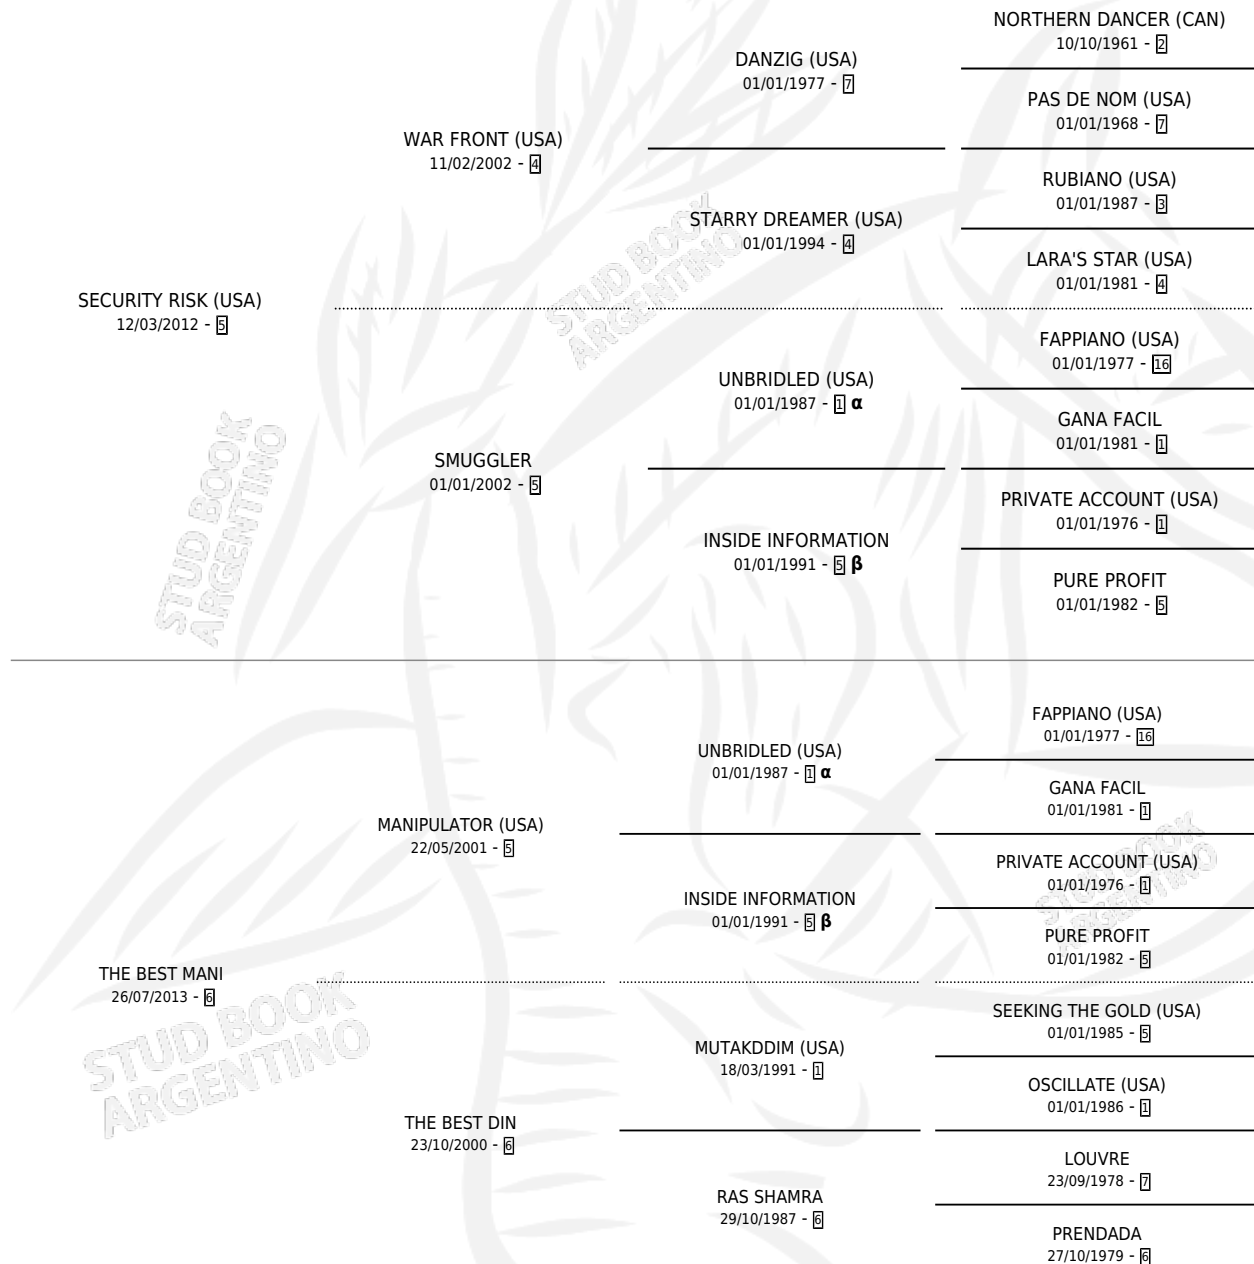 NORTHERN DANCER (CAN)
10/10/1961 - 2
DANZIG (USA)
01/01/1977 - 7
PAS DE NOM (USA)
01/01/1968 - 7
WAR FRONT (USA)
11/02/2002 - 4
RUBIANO (USA)
01/01/1987 - 3
STARRY DREAMER (USA)
01/01/1994 - 4
LARA'S STAR (USA)
01/01/1981 - 4
SECURITY RISK (USA)
12/03/2012 - 5
FAPPIANO (USA)
01/01/1977 - 16
UNBRIDLED (USA)
01/01/1987 - 1 α
GANA FACIL
01/01/1981 - 1
SMUGGLER
01/01/2002 - 5
PRIVATE ACCOUNT (USA)
01/01/1976 - 1
INSIDE INFORMATION
01/01/1991 - 5 β
PURE PROFIT
01/01/1982 - 5
FAPPIANO (USA)
01/01/1977 - 16
UNBRIDLED (USA)
01/01/1987 - 1 α
GANA FACIL
01/01/1981 - 1
MANIPULATOR (USA)
22/05/2001 - 5
PRIVATE ACCOUNT (USA)
01/01/1976 - 1
INSIDE INFORMATION
01/01/1991 - 5 β
PURE PROFIT
01/01/1982 - 5
THE BEST MANI
26/07/2013 - 6
SEEKING THE GOLD (USA)
01/01/1985 - 5
MUTAKDDIM (USA)
18/03/1991 - 1
OSCILLATE (USA)
01/01/1986 - 1
THE BEST DIN
23/10/2000 - 6
LOUVRE
23/09/1978 - 7
RAS SHAMRA
29/10/1987 - 6
PRENDADA
27/10/1979 - 6
STUD BOOK
ARGENTINO
STUD BOOK
ARGENTINO
STUD BOOK
ARGENTINO
STUD BOOK
ARGENTINO